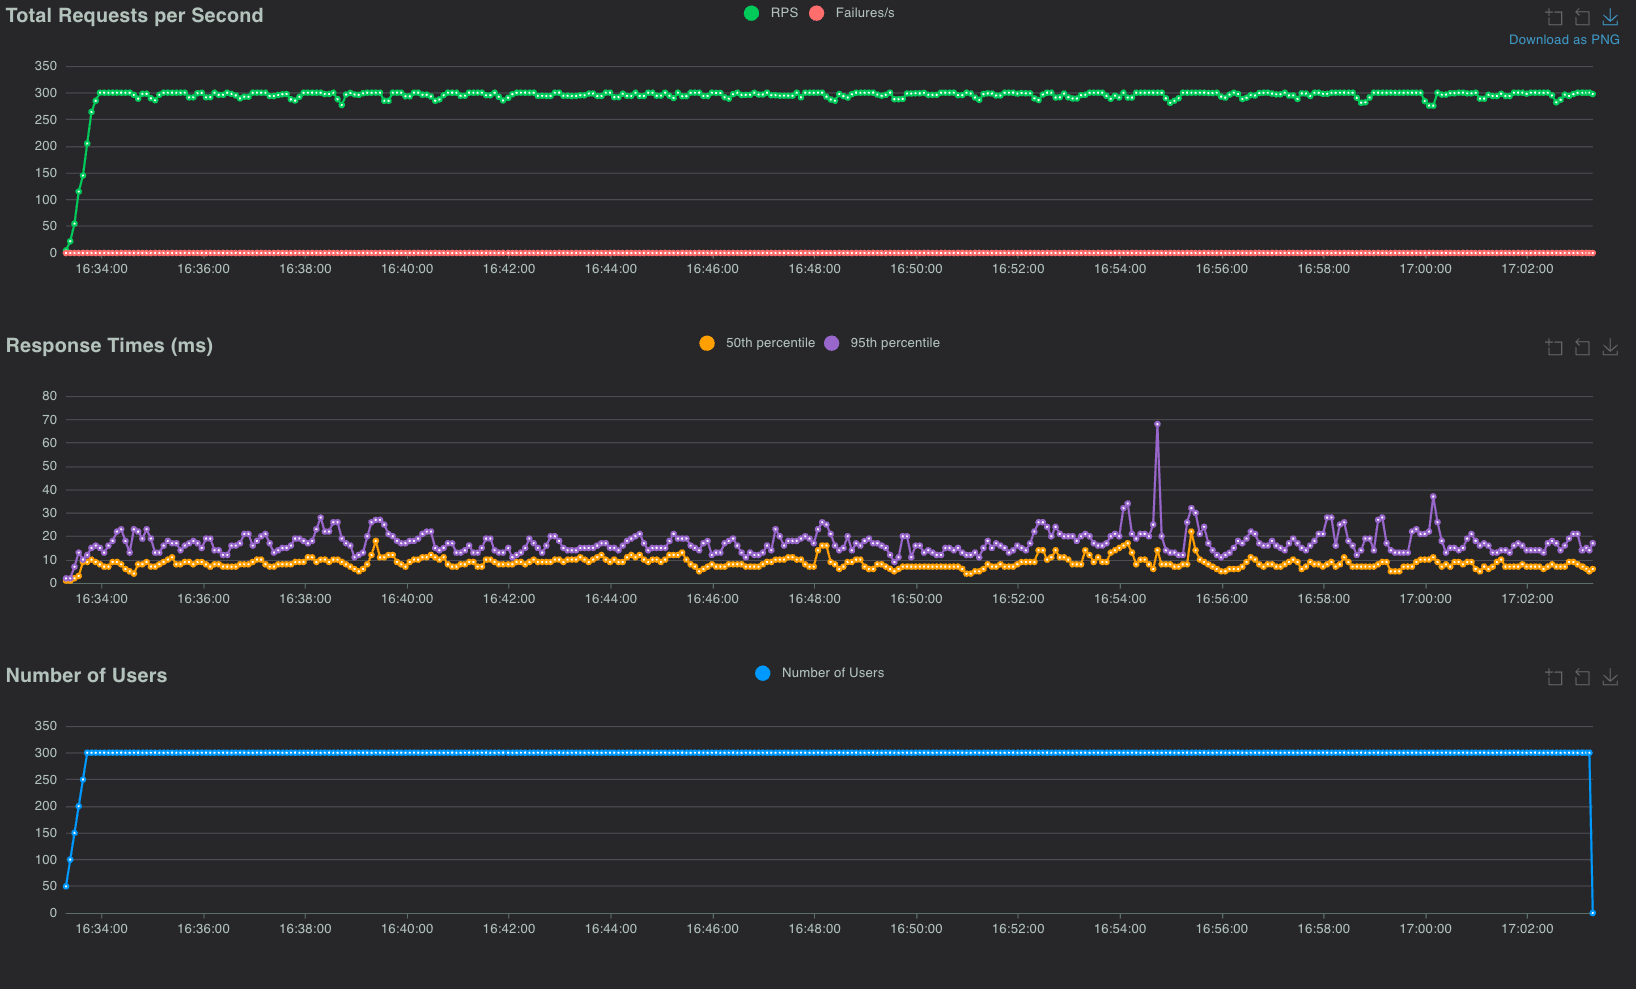 Total Requests per Second
RPS Failures/s
Download as PNG
350
300
250
200
150
100
50
0
16:34:00 16:36:00 16:38:00 16:40:00 16:42:00 16:44:00 16:46:00 16:48:00 16:50:00 16:52:00 16:54:00 16:56:00 16:58:00 17:00:00 17:02:00
Response Times (ms)
50th percentile 95th percentile
80
70
60
50
40
30
20
10
0
16:34:00 16:36:00 16:38:00 16:40:00 16:42:00 16:44:00 16:46:00 16:48:00 16:50:00 16:52:00 16:54:00 16:56:00 16:58:00 17:00:00 17:02:00
Number of Users
Number of Users
350
300
250
200
150
100
50
0
16:34:00 16:36:00 16:38:00 16:40:00 16:42:00 16:44:00 16:46:00 16:48:00 16:50:00 16:52:00 16:54:00 16:56:00 16:58:00 17:00:00 17:02:00